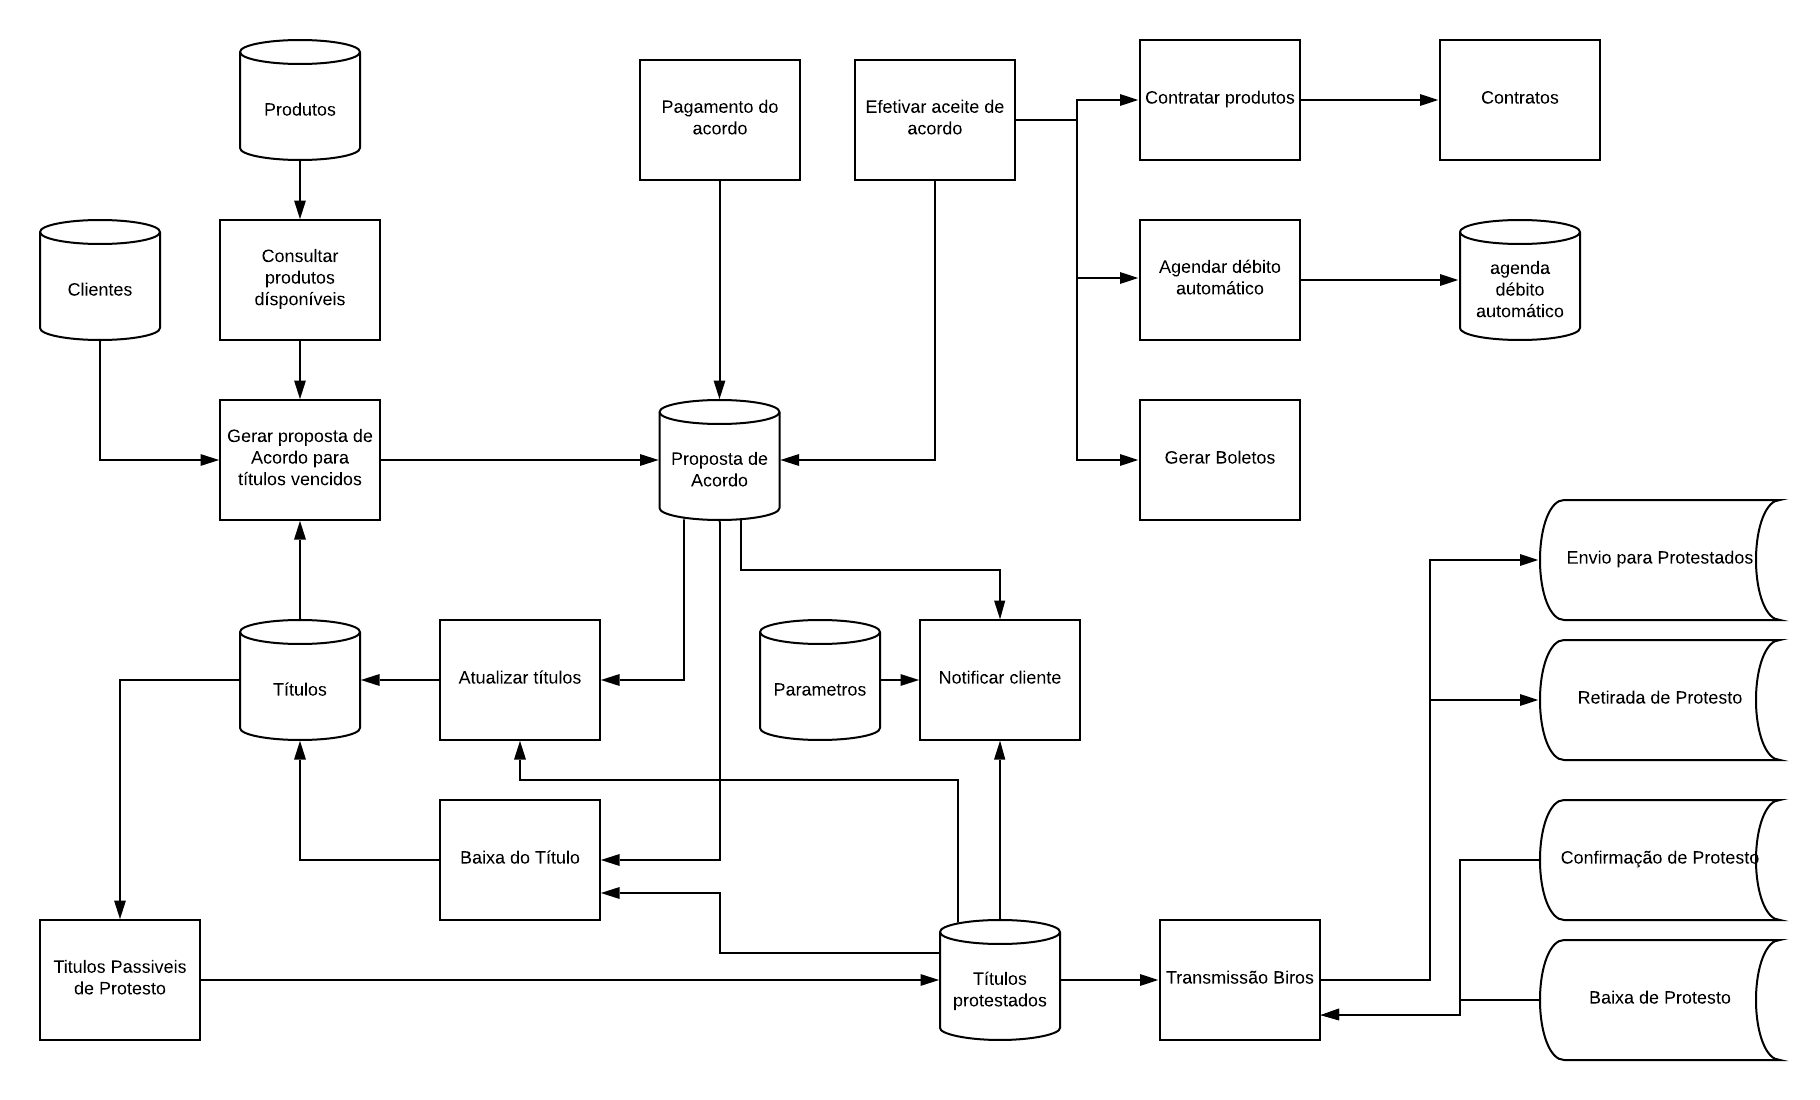 Produtos
Pagamento do
acordo
Efetivar aceite de
acordo
Contratar produtos
Contratos
Clientes
Consultar
produtos
dísponíveis
Agendar débito
automático
agenda
débito
automático
Gerar proposta de
Acordo para
títulos vencidos
Proposta de
Acordo
Gerar Boletos
Envio para Protestados
Títulos
Atualizar títulos
Parametros
Notificar cliente
Retirada de Protesto
Baixa do Título
Confirmação de Protesto
Titulos Passiveis
de Protesto
Títulos
protestados
Transmissão Biros
Baixa de Protesto